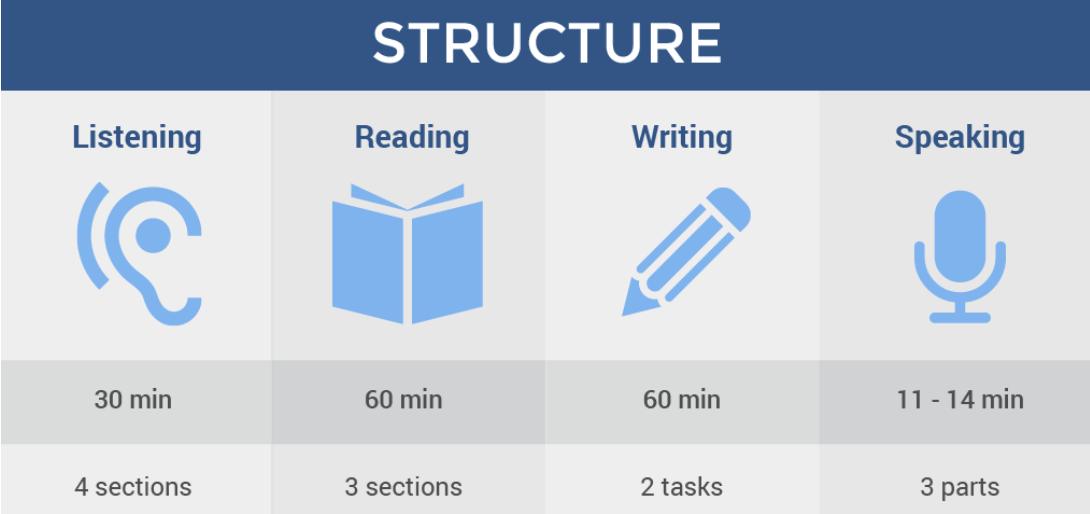 STRUCTURE
Listening Reading Writing Speaking
30 min 60 min 60 min 11 - 14 min
4 sections 3 sections 2 tasks 3 parts